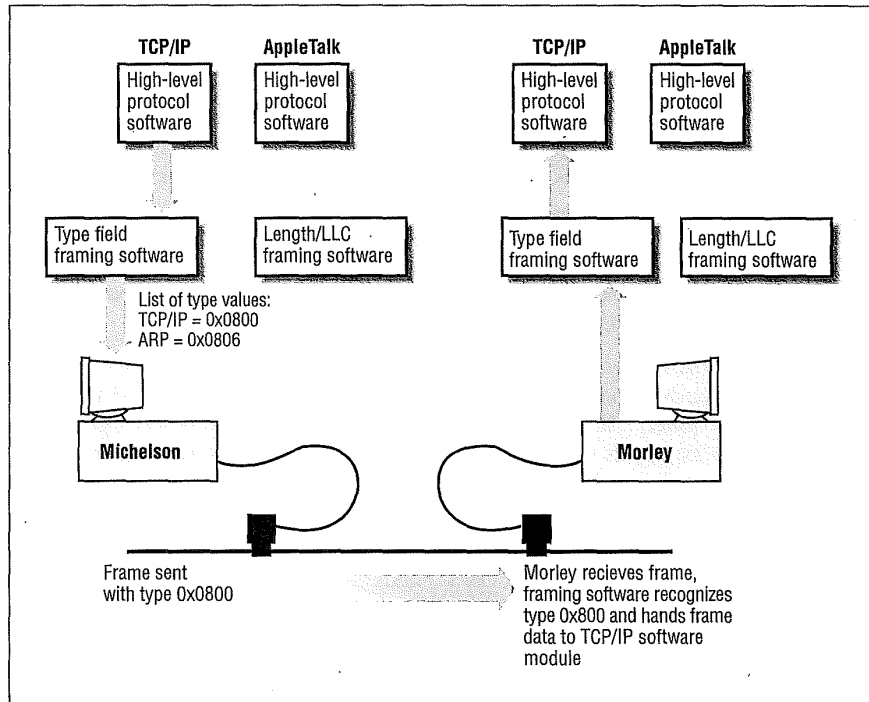 TCP/IP
AppleTalk
TCP/IP
AppleTalk
High-level
protocol
software
High-level
protocol
software
High-level
protocol
software
High-level
protocol
software
Type field
framing software
Length/LLC
framing software
Type field
framing software
Length/LLC
framing software
List of type values:
TCP/IP = 0x0800
ARP = 0x0806
Michelson
Morley
Frame sent
with type 0x0800
Morley recieves frame,
framing software recognizes
type 0x800 and hands frame
data to TCP/IP software
module